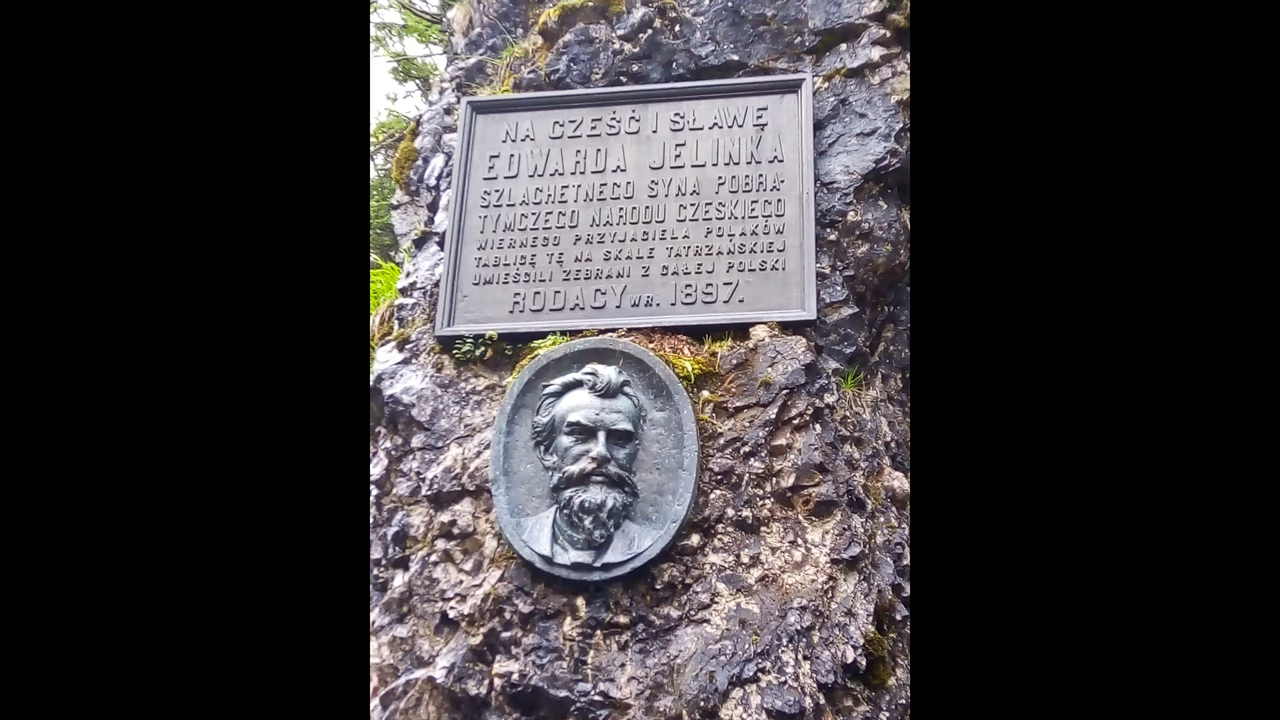 NA CZEŚĆ I SŁAWĘ
EDWARDA JELINKA
SZLACHETNEGO SYNA POBRA-
TYMCZEGO NARODU CZESKIEGO
WIERNEGO PRZYJACIELA POLAKÓW
TABLICĘ TĘ NA SKALE TATRZAŃSKIEJ
UMIEŚCILI ZEBRANI Z CAŁEJ POLSKI
RODACY WR. 1897.